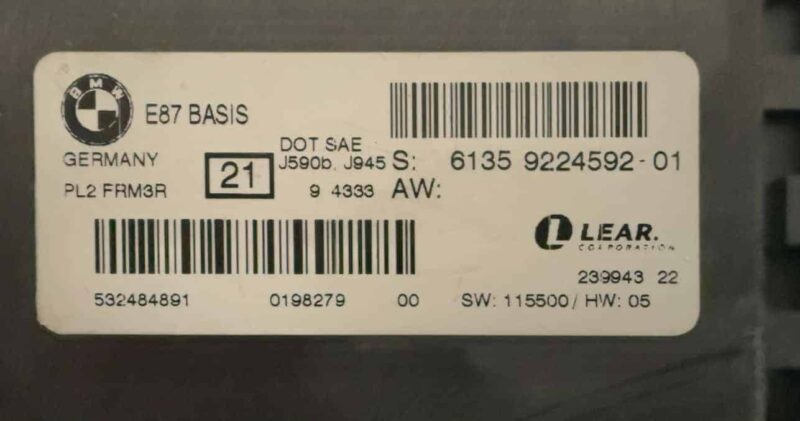 BMW
E87 BASIS
GERMANY
PL2 FRM3R
21
DOT SAE
J590b, J945
9 4333
S: 6135 9224592-01
AW:
LEAR.
CORPORATION
239943 22
532484891 0198279 00
SW: 115500 / HW: 05